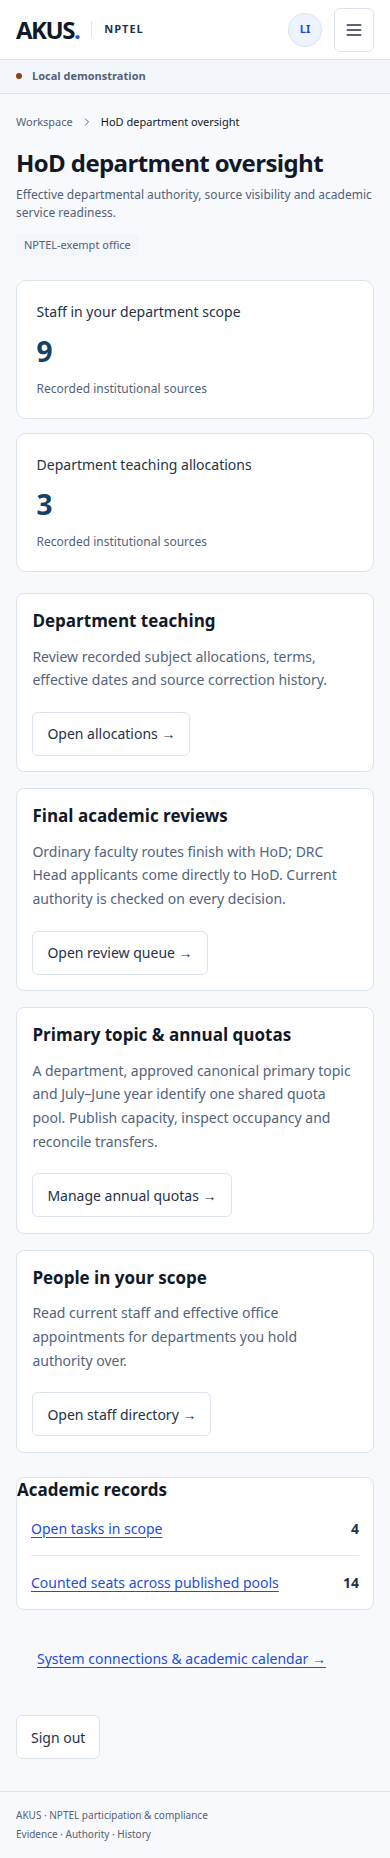 AKUS. NPTEL LI
Local demonstration
Workspace > HoD department oversight
HoD department oversight
Effective departmental authority, source visibility and academic
service readiness.
NPTEL-exempt office
Staff in your department scope
9
Recorded institutional sources
Department teaching allocations
3
Recorded institutional sources
Department teaching
Review recorded subject allocations, terms,
effective dates and source correction history.
Open allocations →
Final academic reviews
Ordinary faculty routes finish with HoD; DRC
Head applicants come directly to HoD. Current
authority is checked on every decision.
Open review queue →
Primary topic & annual quotas
A department, approved canonical primary topic
and July–June year identify one shared quota
pool. Publish capacity, inspect occupancy and
reconcile transfers.
Manage annual quotas →
People in your scope
Read current staff and effective office
appointments for departments you hold
authority over.
Open staff directory →
Academic records
Open tasks in scope 4
Counted seats across published pools 14
System connections & academic calendar →
Sign out
AKUS · NPTEL participation & compliance
Evidence · Authority · History